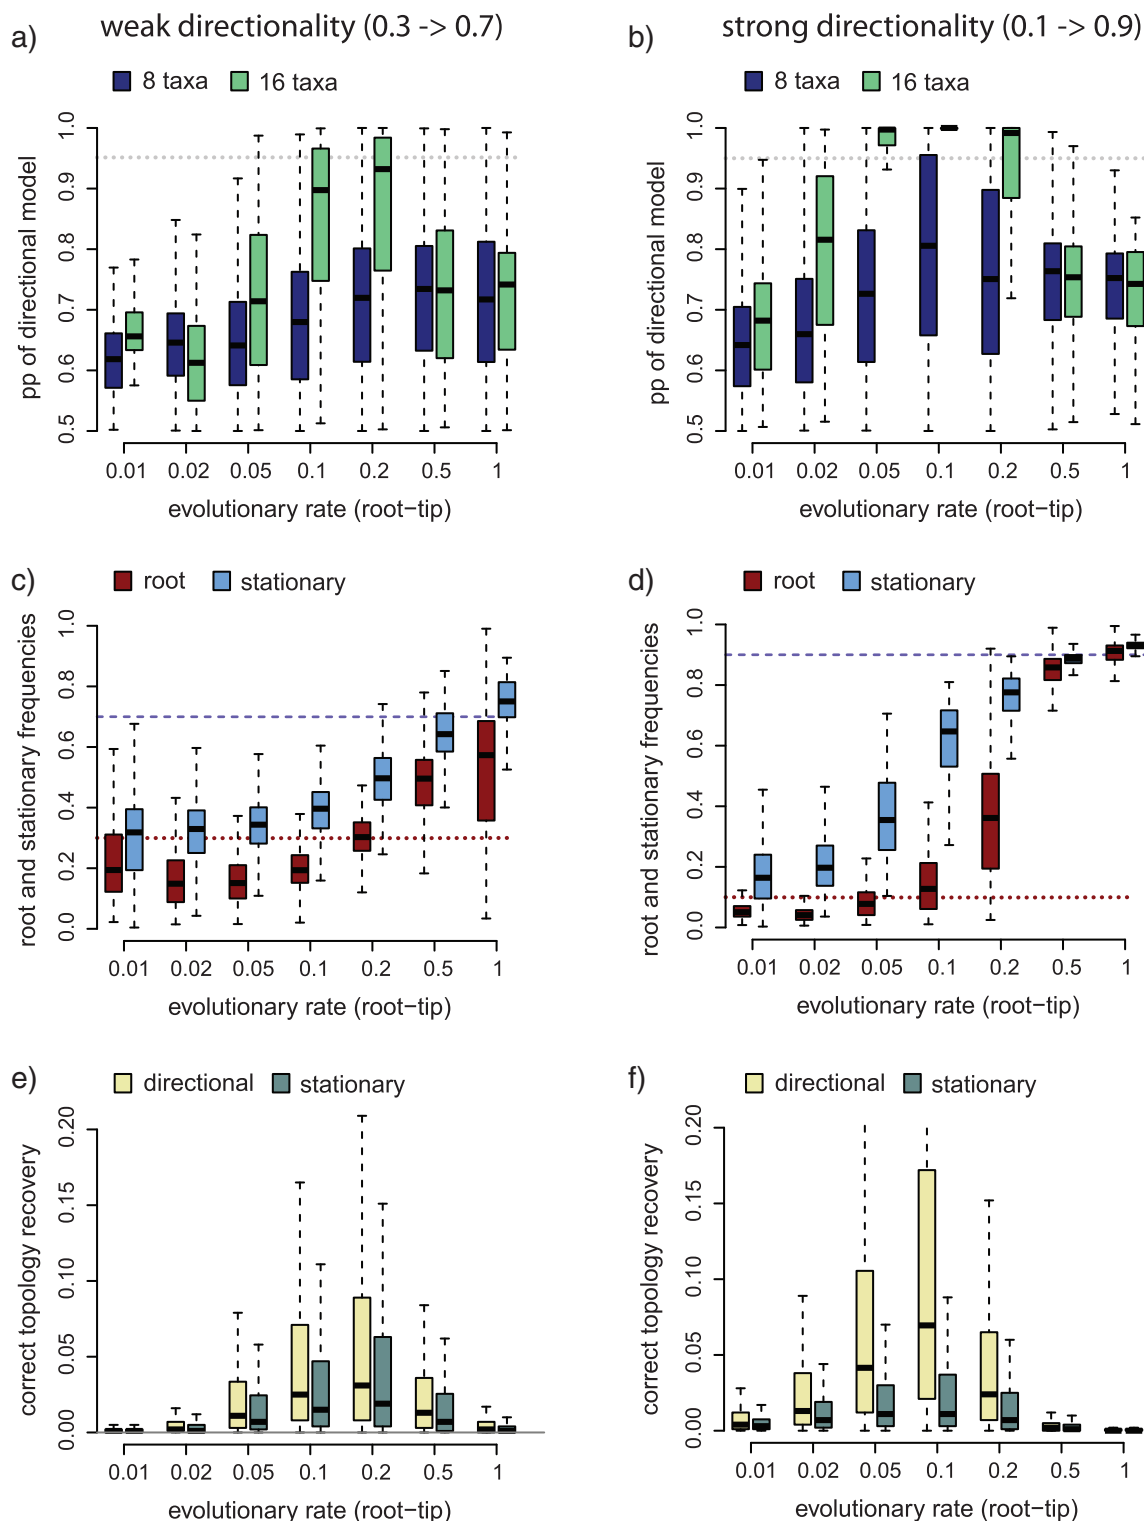 a)
weak directionality (0.3 -> 0.7)
8 taxa
16 taxa
pp of directional model
1.0
0.9
0.8
0.7
0.6
0.5
0.01 0.02 0.05 0.1 0.2 0.5 1
evolutionary rate (root−tip)
b)
strong directionality (0.1 -> 0.9)
8 taxa
16 taxa
pp of directional model
1.0
0.9
0.8
0.7
0.6
0.5
0.01 0.02 0.05 0.1 0.2 0.5 1
evolutionary rate (root−tip)
c)
root
stationary
root and stationary frequencies
1.0
0.8
0.6
0.4
0.2
0.0
0.01 0.02 0.05 0.1 0.2 0.5 1
evolutionary rate (root−tip)
d)
root
stationary
root and stationary frequencies
1.0
0.8
0.6
0.4
0.2
0.0
0.01 0.02 0.05 0.1 0.2 0.5 1
evolutionary rate (root−tip)
e)
directional
stationary
correct topology recovery
0.20
0.15
0.10
0.05
0.00
0.01 0.02 0.05 0.1 0.2 0.5 1
evolutionary rate (root−tip)
f)
directional
stationary
correct topology recovery
0.20
0.15
0.10
0.05
0.00
0.01 0.02 0.05 0.1 0.2 0.5 1
evolutionary rate (root−tip)